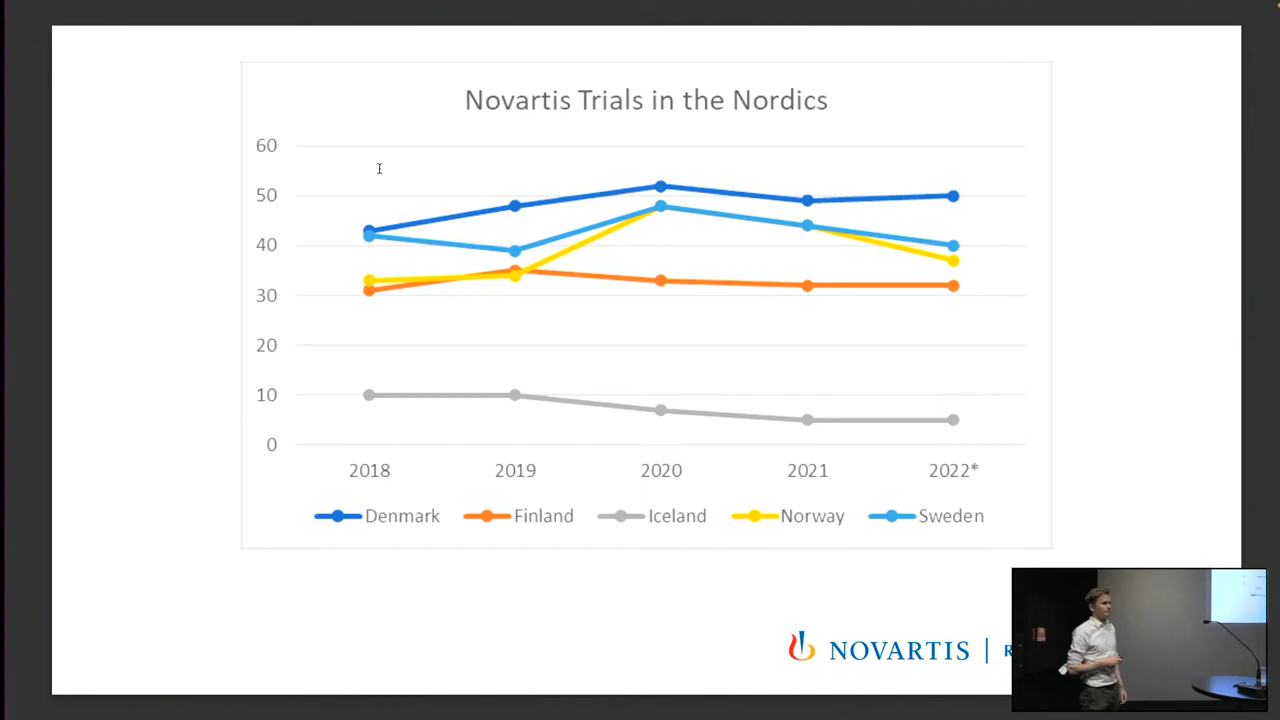 Novartis Trials in the Nordics
60
50
40
30
20
10
0
2018 2019 2020 2021 2022*
Denmark Finland Iceland Norway Sweden
NOVARTIS |